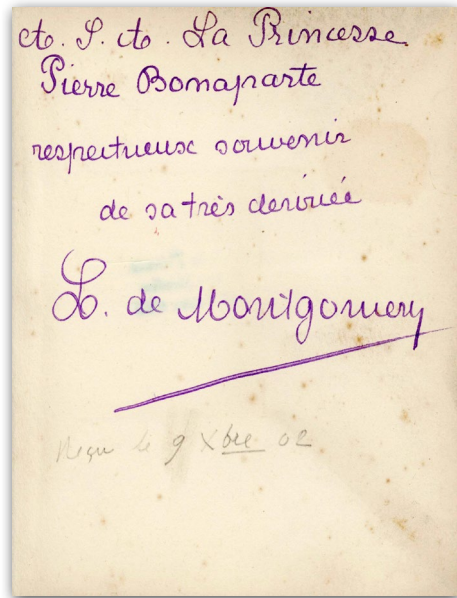 A. S. A. La Princesse
Pierre Bonaparte
respectueux souvenir
de sa très dévouée
L. de Montgomery
Reçu le 9 Xbre 02